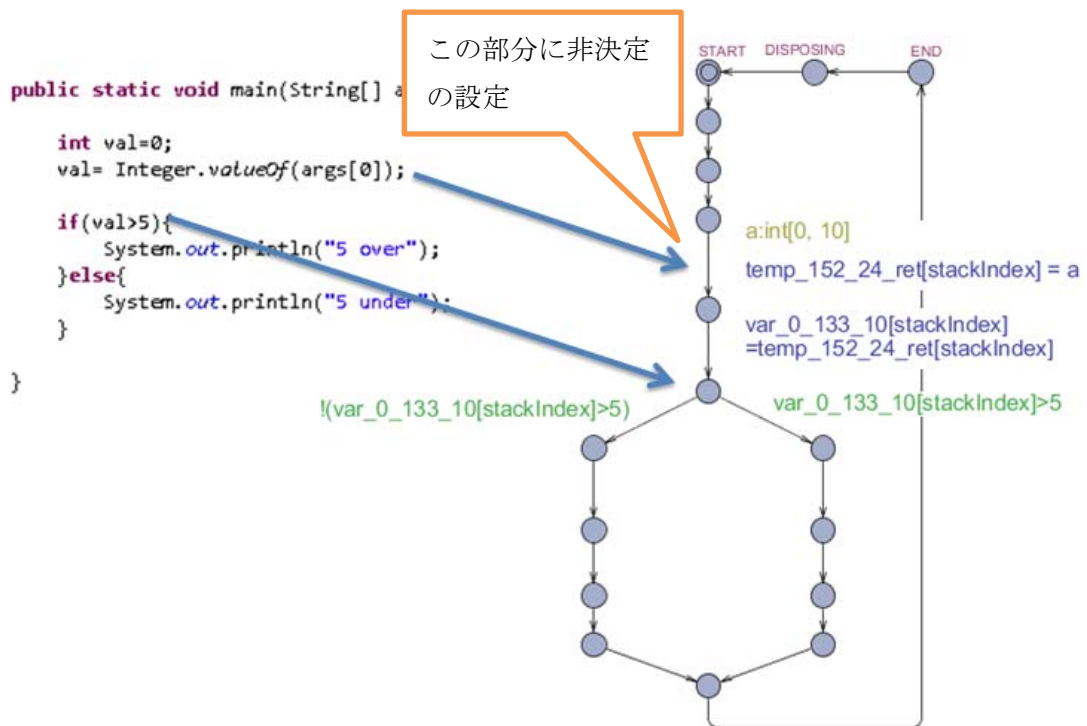 この部分に非決定
の設定
START DISPOSING END
public static void main(String[] a
int val=0;
val= Integer.valueOf(args[0]);
if(val>5){
System.out.println("5 over");
}else{
System.out.println("5 under");
}
}
a:int[0, 10]
temp_152_24_ret[stackIndex] = a
var_0_133_10[stackIndex]
=temp_152_24_ret[stackIndex]
!(var_0_133_10[stackIndex]>5)
var_0_133_10[stackIndex]>5